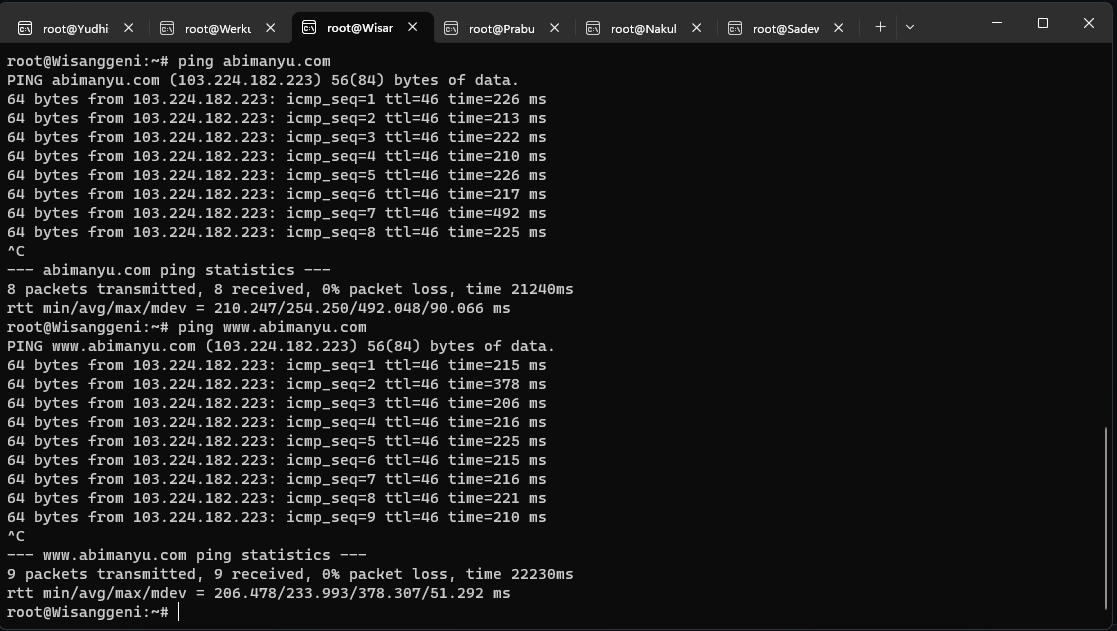 root@Yudhi
root@Werku
root@Wisar
root@Prabu
root@Nakul
root@Sadew
root@Wisanggeni:~# ping abimanyu.com
PING abimanyu.com (103.224.182.223) 56(84) bytes of data.
64 bytes from 103.224.182.223: icmp_seq=1 ttl=46 time=226 ms
64 bytes from 103.224.182.223: icmp_seq=2 ttl=46 time=213 ms
64 bytes from 103.224.182.223: icmp_seq=3 ttl=46 time=222 ms
64 bytes from 103.224.182.223: icmp_seq=4 ttl=46 time=210 ms
64 bytes from 103.224.182.223: icmp_seq=5 ttl=46 time=226 ms
64 bytes from 103.224.182.223: icmp_seq=6 ttl=46 time=217 ms
64 bytes from 103.224.182.223: icmp_seq=7 ttl=46 time=492 ms
64 bytes from 103.224.182.223: icmp_seq=8 ttl=46 time=225 ms
^C
--- abimanyu.com ping statistics ---
8 packets transmitted, 8 received, 0% packet loss, time 21240ms
rtt min/avg/max/mdev = 210.247/254.250/492.048/90.066 ms
root@Wisanggeni:~# ping www.abimanyu.com
PING www.abimanyu.com (103.224.182.223) 56(84) bytes of data.
64 bytes from 103.224.182.223: icmp_seq=1 ttl=46 time=215 ms
64 bytes from 103.224.182.223: icmp_seq=2 ttl=46 time=378 ms
64 bytes from 103.224.182.223: icmp_seq=3 ttl=46 time=206 ms
64 bytes from 103.224.182.223: icmp_seq=4 ttl=46 time=216 ms
64 bytes from 103.224.182.223: icmp_seq=5 ttl=46 time=225 ms
64 bytes from 103.224.182.223: icmp_seq=6 ttl=46 time=215 ms
64 bytes from 103.224.182.223: icmp_seq=7 ttl=46 time=216 ms
64 bytes from 103.224.182.223: icmp_seq=8 ttl=46 time=221 ms
64 bytes from 103.224.182.223: icmp_seq=9 ttl=46 time=210 ms
^C
--- www.abimanyu.com ping statistics ---
9 packets transmitted, 9 received, 0% packet loss, time 22230ms
rtt min/avg/max/mdev = 206.478/233.993/378.307/51.292 ms
root@Wisanggeni:~#